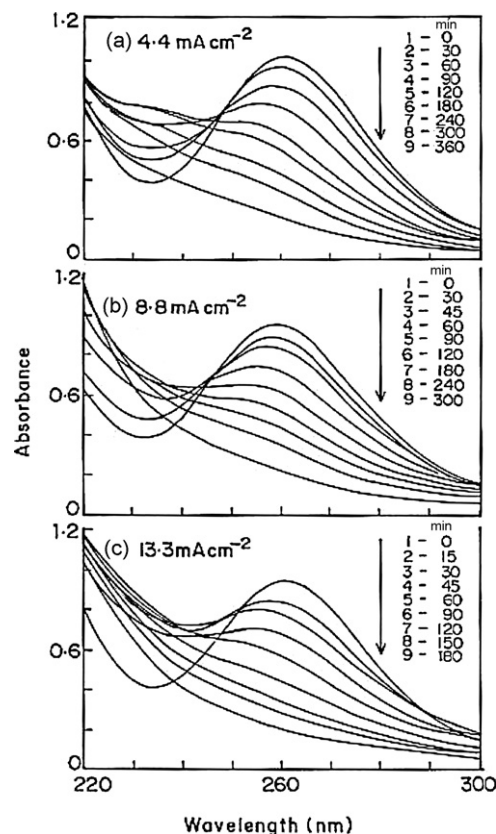 (a) 4.4 mA cm⁻²
min
1 - 0
2 - 30
3 - 60
4 - 90
5 - 120
6 - 180
7 - 240
8 - 300
9 - 360
1.2
0.6
0
(b) 8.8 mA cm⁻²
min
1 - 0
2 - 30
3 - 45
4 - 60
5 - 90
6 - 120
7 - 180
8 - 240
9 - 300
1.2
0.6
0
Absorbance
(c) 13.3 mA cm⁻²
min
1 - 0
2 - 15
3 - 30
4 - 45
5 - 60
6 - 90
7 - 120
8 - 150
9 - 180
1.2
0.6
0
220 260 300
Wavelength (nm)